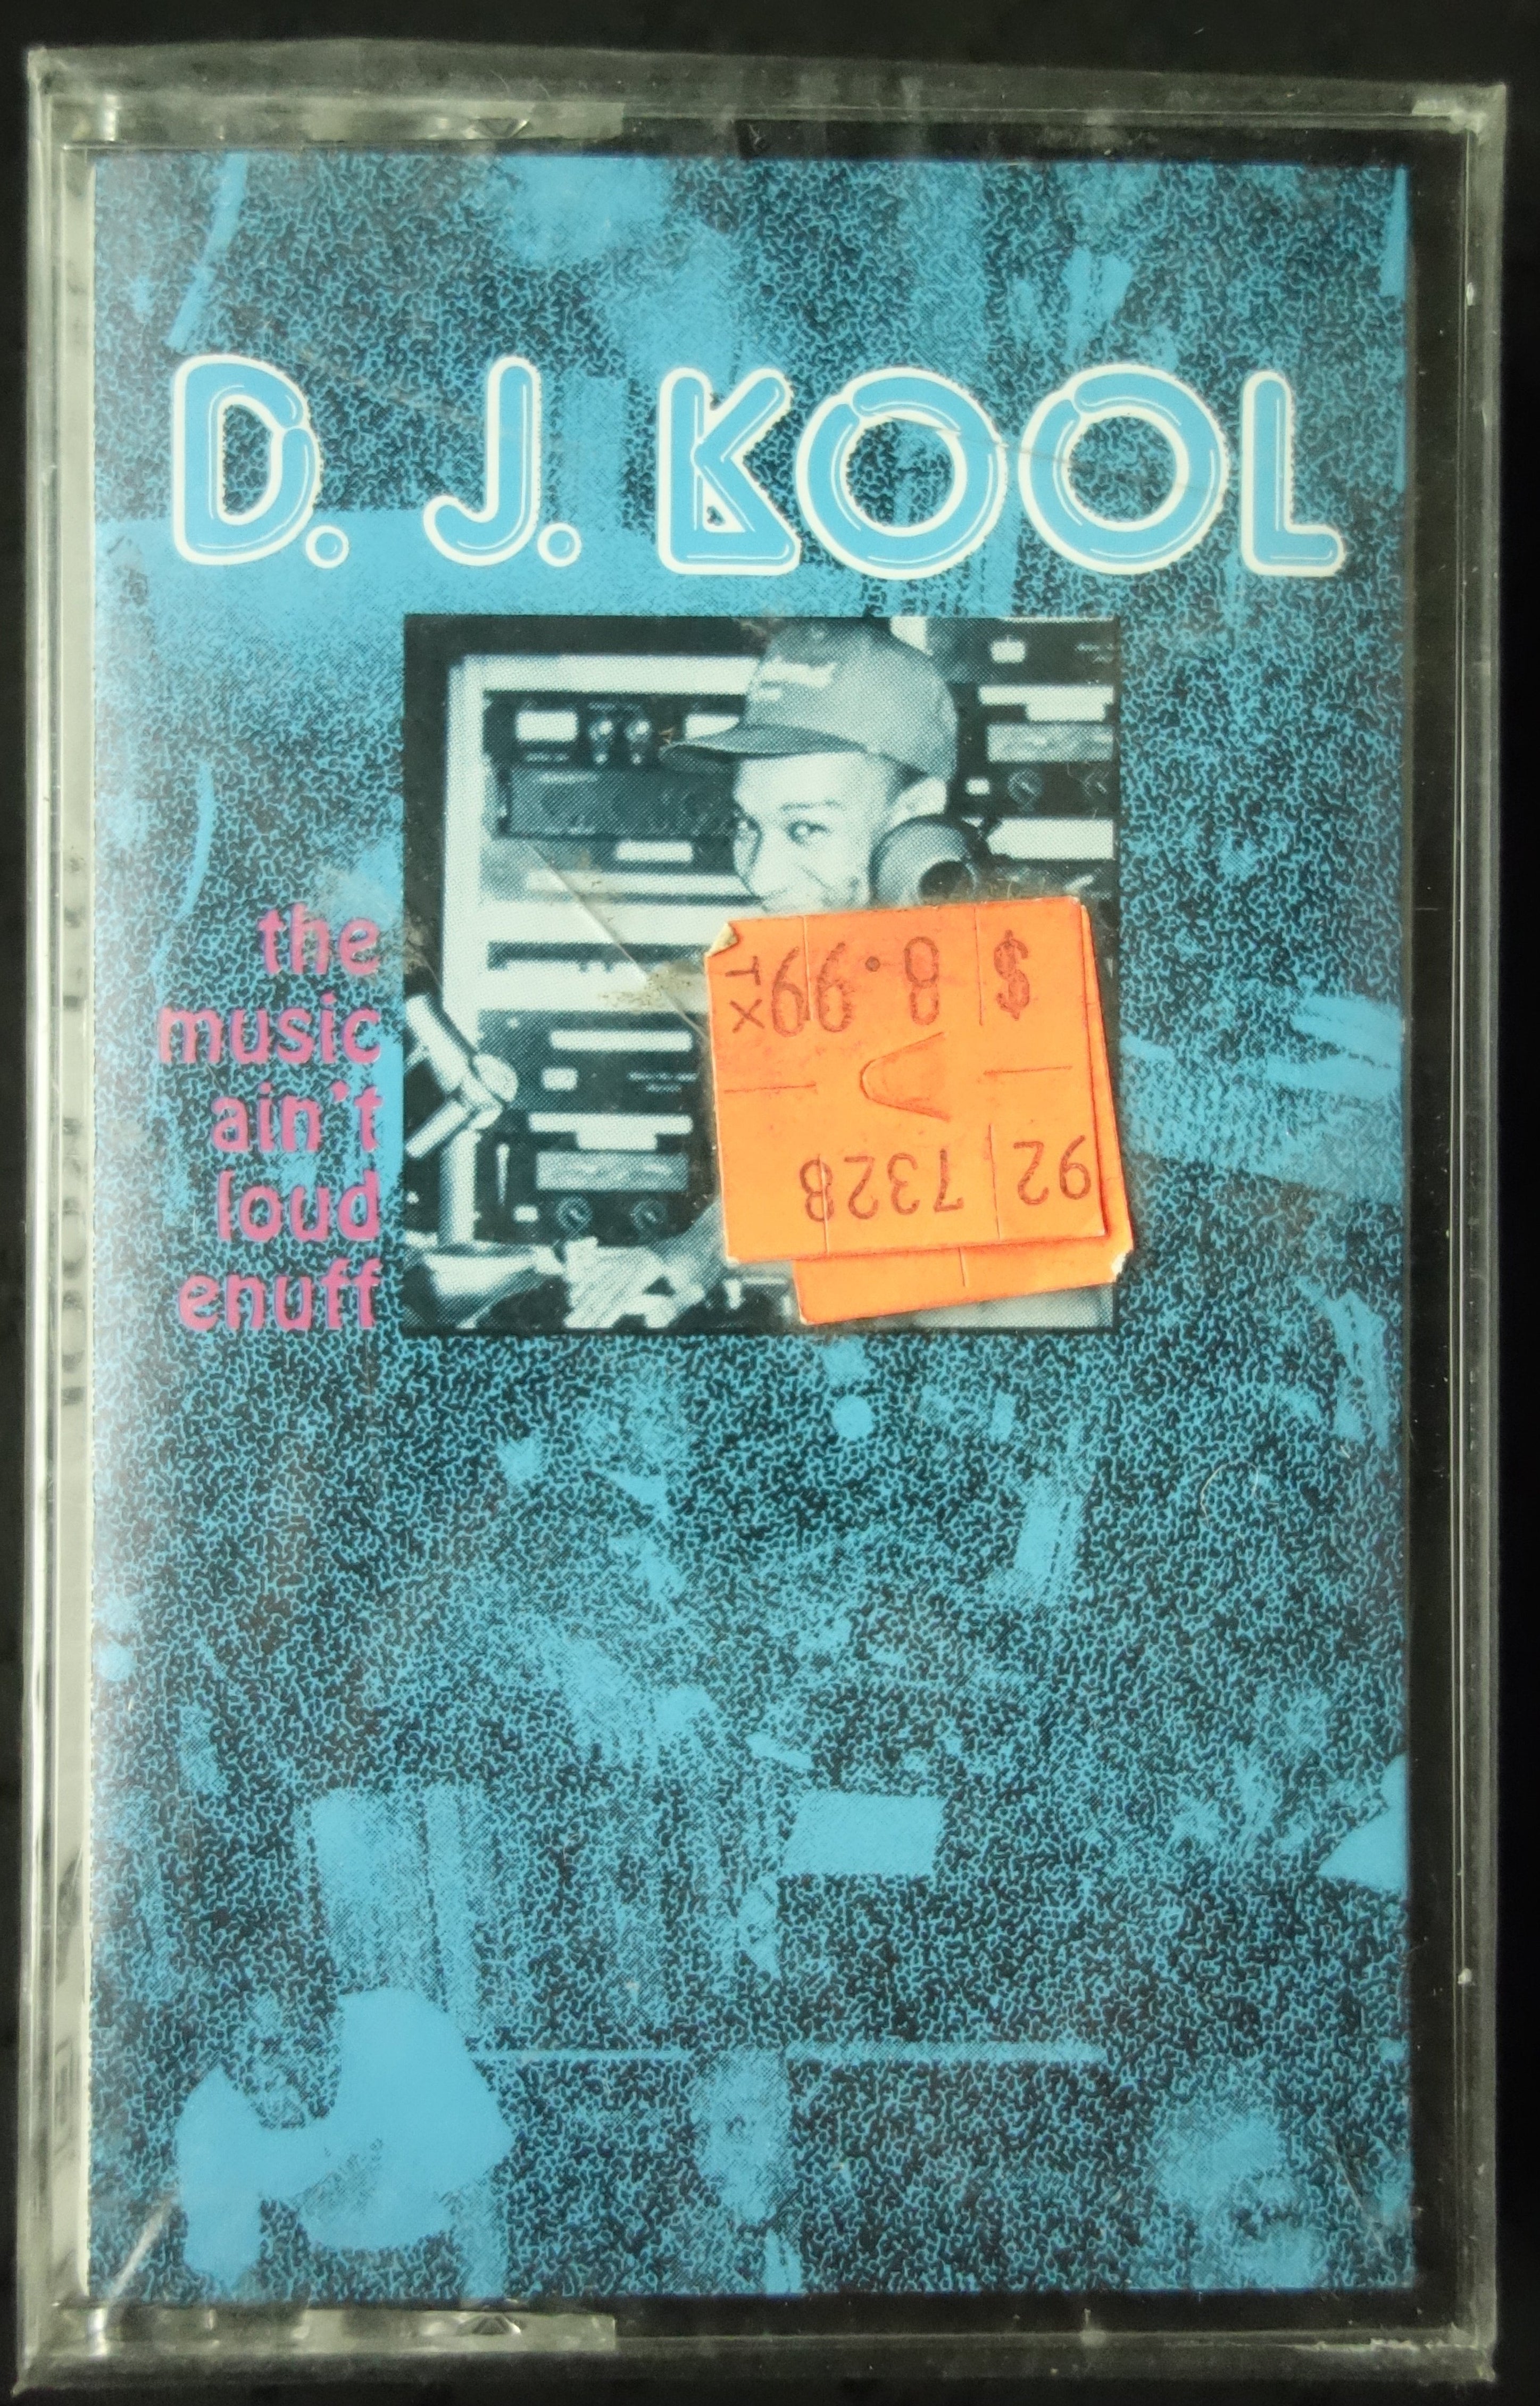 D. J. KOOL
the
music
ain't
loud
enuff
92 7328
$ 8.99 TX